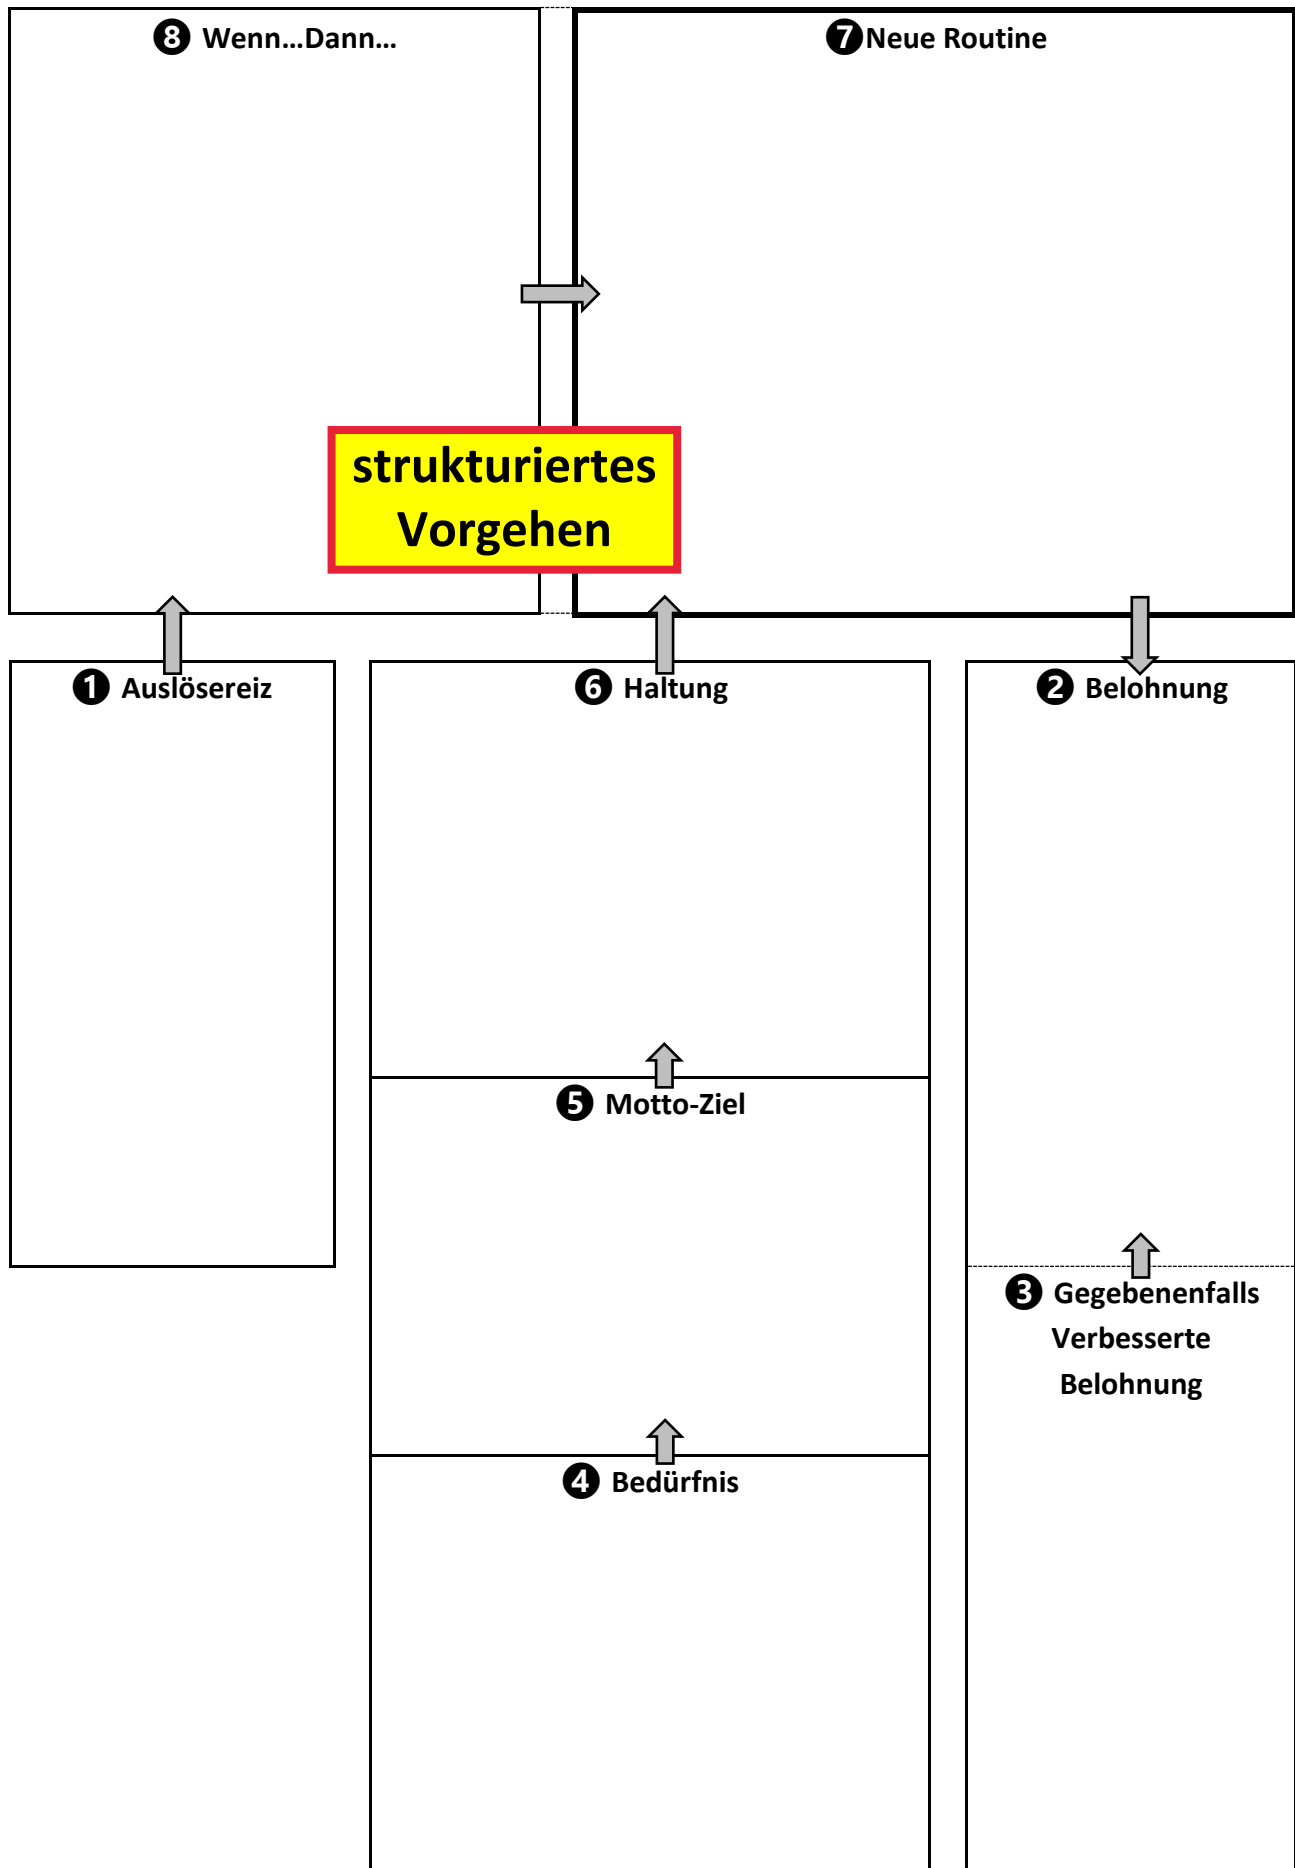 ❽ Wenn...Dann...
❼Neue Routine
strukturiertes
Vorgehen
❶ Auslösereiz
❻ Haltung
❷ Belohnung
❺ Motto-Ziel
❸ Gegebenenfalls
Verbesserte
Belohnung
❹ Bedürfnis